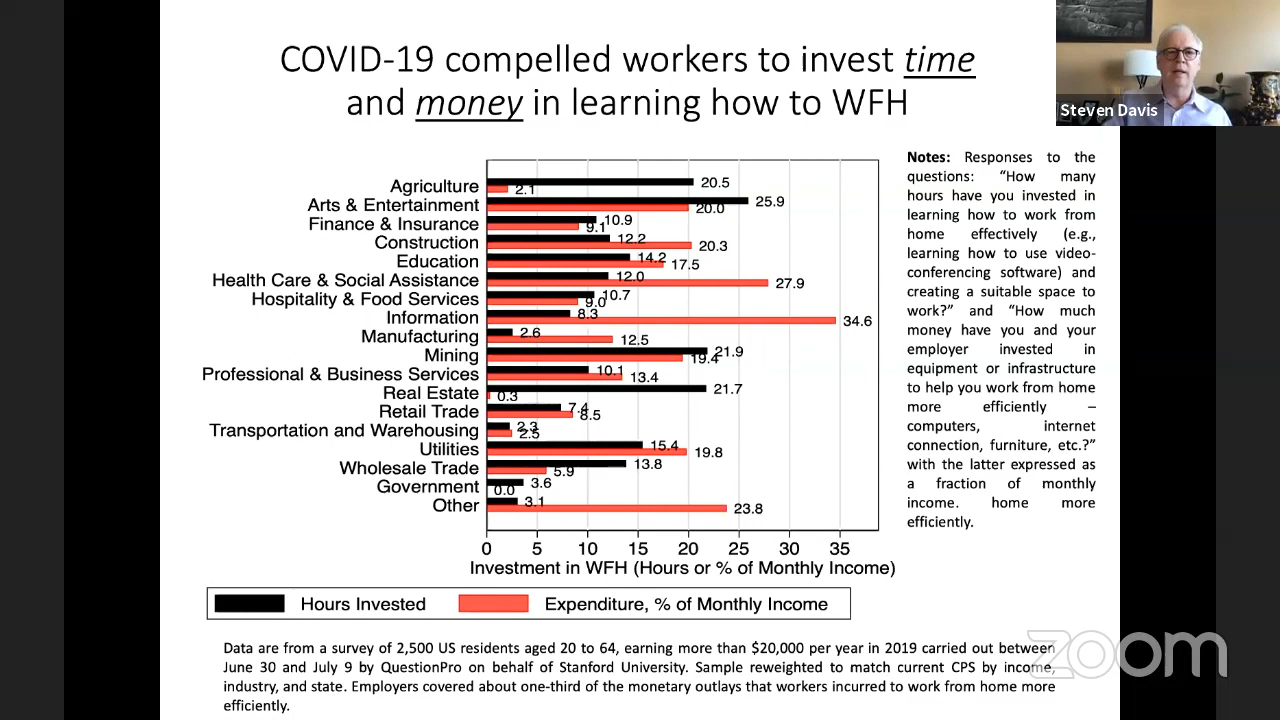 COVID-19 compelled workers to invest time
and money in learning how to WFH
Steven Davis
Agriculture 20.5 2.1
Arts & Entertainment 25.9 20.0
Finance & Insurance 10.9 9.1
Construction 12.2 20.3
Education 14.2 17.5
Health Care & Social Assistance 12.0 27.9
Hospitality & Food Services 10.7 9.0
Information 8.3 34.6
Manufacturing 2.6 12.5
Mining 21.9 19.4
Professional & Business Services 10.1 13.4
Real Estate 21.7 0.3
Retail Trade 7.4 8.5
Transportation and Warehousing 2.3 2.5
Utilities 15.4 19.8
Wholesale Trade 13.8 5.9
Government 3.6 0.0
Other 3.1 23.8
0 5 10 15 20 25 30 35
Investment in WFH (Hours or % of Monthly Income)
Hours Invested Expenditure, % of Monthly Income
Notes: Responses to the
questions: “How many
hours have you invested in
learning how to work from
home effectively (e.g.,
learning how to use video-
conferencing software) and
creating a suitable space to
work?” and “How much
money have you and your
employer invested in
equipment or infrastructure
to help you work from home
more efficiently –
computers, internet
connection, furniture, etc.?”
with the latter expressed as
a fraction of monthly
income. home more
efficiently.
Data are from a survey of 2,500 US residents aged 20 to 64, earning more than $20,000 per year in 2019 carried out between
June 30 and July 9 by QuestionPro on behalf of Stanford University. Sample reweighted to match current CPS by income,
industry, and state. Employers covered about one-third of the monetary outlays that workers incurred to work from home more
efficiently.
zoom